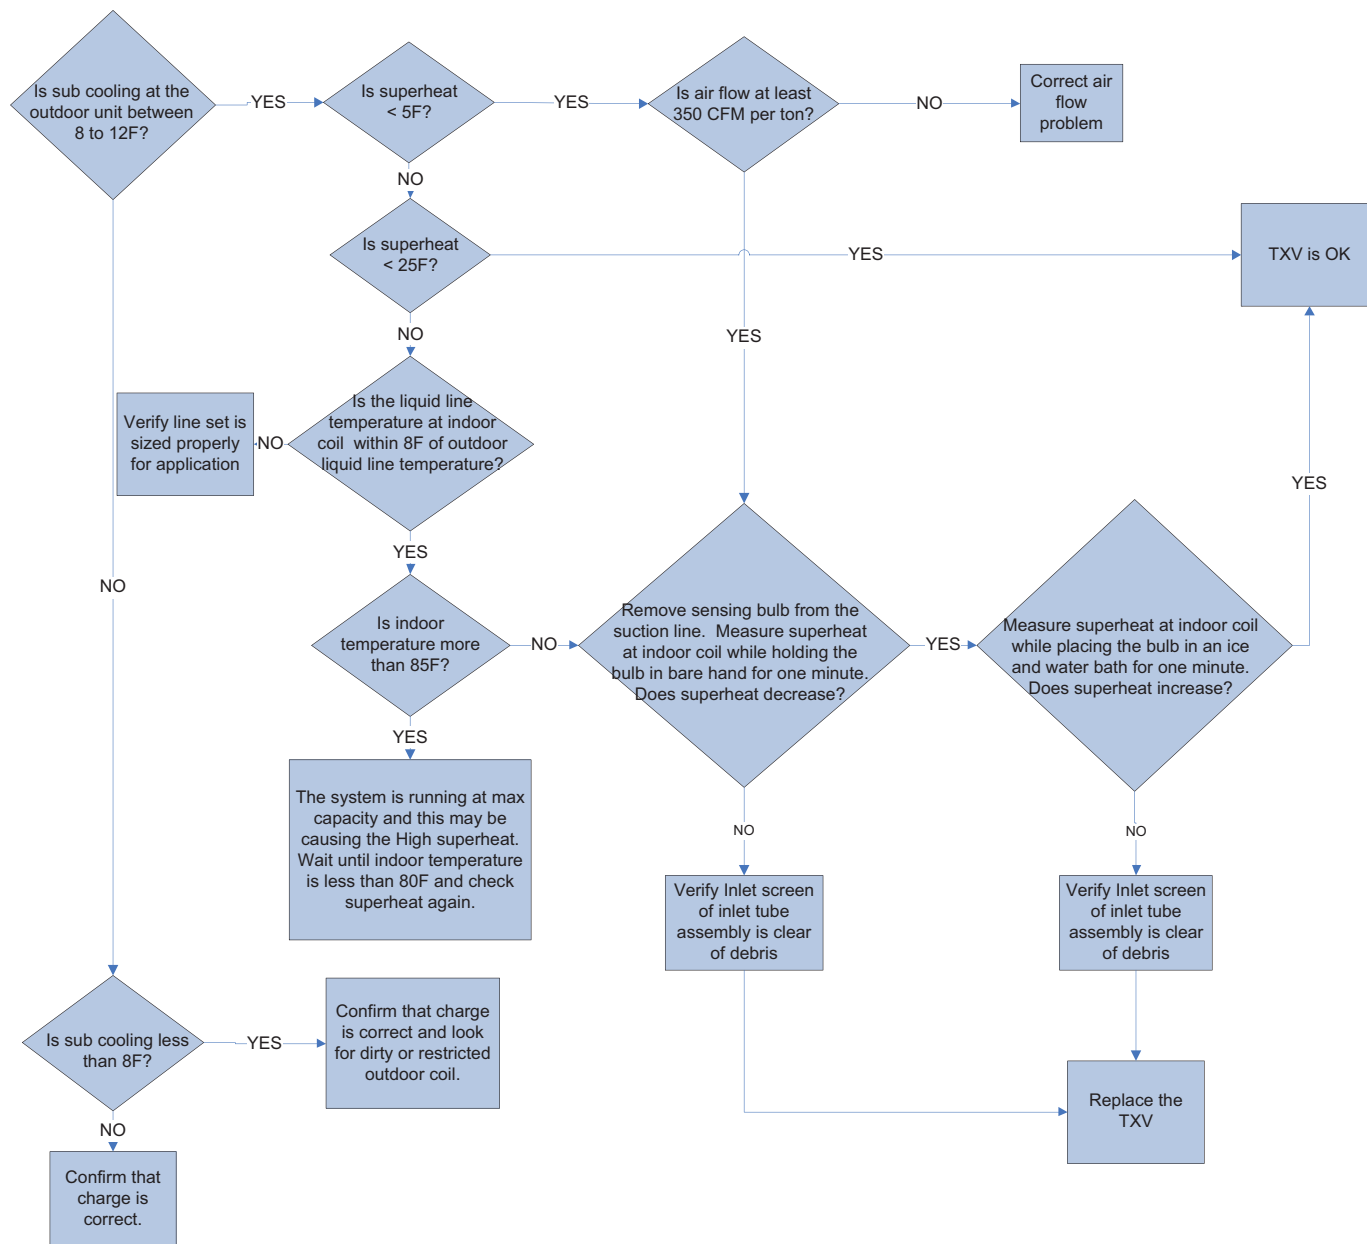 Is sub cooling at the
outdoor unit between
8 to 12F?
YES
Is superheat
< 5F?
YES
Is air flow at least
350 CFM per ton?
NO
Correct air
flow
problem
NO
Is superheat
< 25F?
YES
TXV is OK
NO
YES
Is the liquid line
temperature at indoor
coil within 8F of outdoor
liquid line temperature?
NO
Verify line set is
sized properly
for application
YES
YES
NO
Is indoor
temperature more
than 85F?
NO
Remove sensing bulb from the
suction line. Measure superheat
at indoor coil while holding the
bulb in bare hand for one minute.
Does superheat decrease?
YES
Measure superheat at indoor coil
while placing the bulb in an ice
and water bath for one minute.
Does superheat increase?
YES
The system is running at max
capacity and this may be
causing the High superheat.
Wait until indoor temperature
is less than 80F and check
superheat again.
NO
NO
Verify Inlet screen
of inlet tube
assembly is clear
of debris
Verify Inlet screen
of inlet tube
assembly is clear
of debris
Is sub cooling less
than 8F?
YES
Confirm that charge
is correct and look
for dirty or restricted
outdoor coil.
Replace the
TXV
NO
Confirm that
charge is
correct.